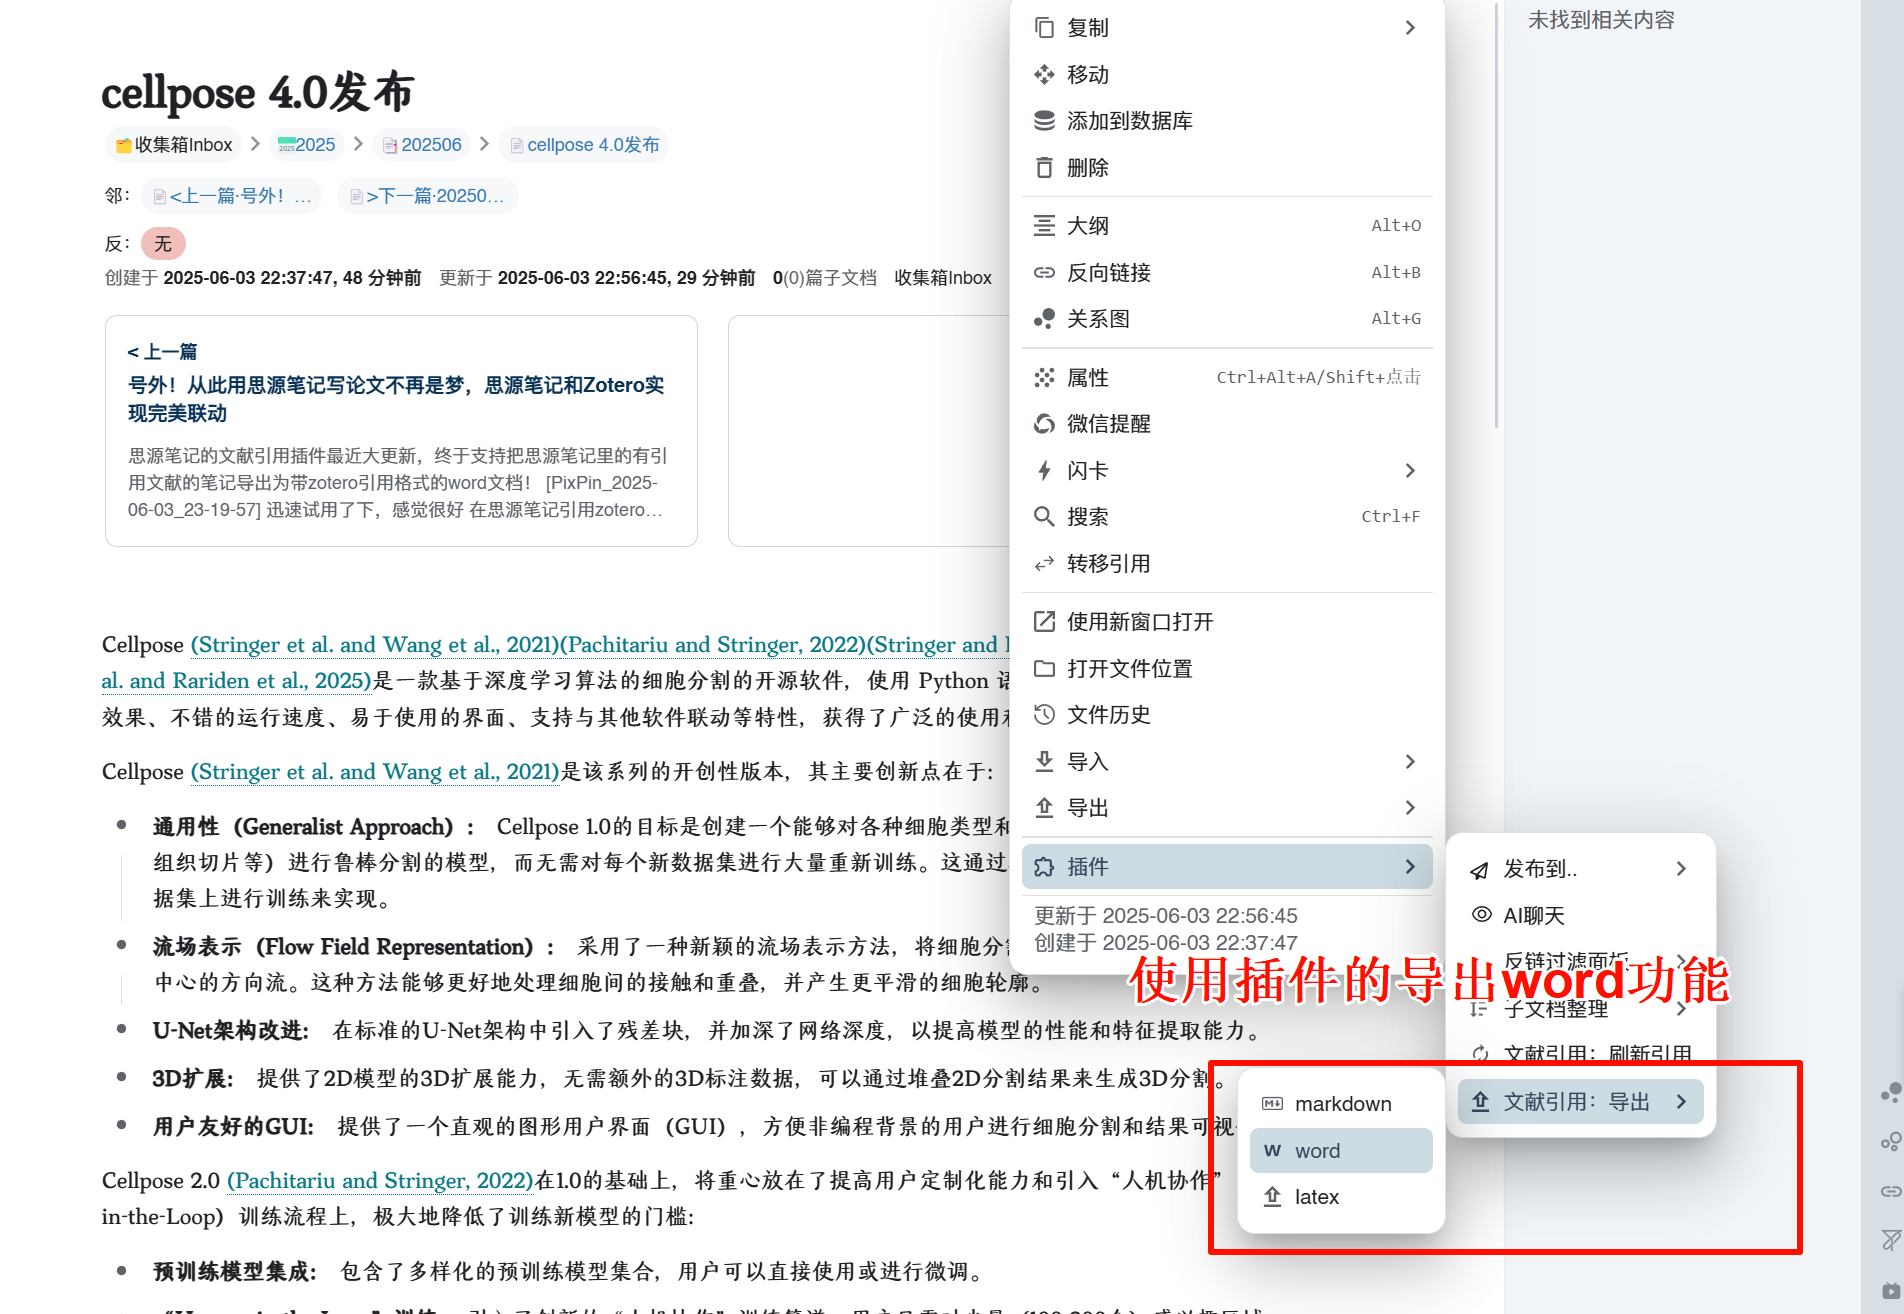 cellpose 4.0发布
收集箱Inbox
2025
202506
cellpose 4.0发布
邻：
<上一篇·号外！…
>下一篇·20250…
反：
无
创建于 2025-06-03 22:37:47, 48 分钟前 更新于 2025-06-03 22:56:45, 29 分钟前 0(0)篇子文档 收集箱Inbox
< 上一篇
号外！从此用思源笔记写论文不再是梦，思源笔记和Zotero实
现完美联动
思源笔记的文献引用插件最近大更新，终于支持把思源笔记里的有引
用文献的笔记导出为带zotero引用格式的word文档！ [PixPin_2025-
06-03_23-19-57] 迅速试用了下，感觉很好 在思源笔记引用zotero…
Cellpose (Stringer et al. and Wang et al., 2021)(Pachitariu and Stringer, 2022)(Stringer and
al. and Rariden et al., 2025)是一款基于深度学习算法的细胞分割的开源软件，使用 Python
效果、不错的运行速度、易于使用的界面、支持与其他软件联动等特性，获得了广泛的使用
Cellpose (Stringer et al. and Wang et al., 2021)是该系列的开创性版本，其主要创新点在于：
通用性（Generalist Approach）： Cellpose 1.0的目标是创建一个能够对各种细胞类型
组织切片等）进行鲁棒分割的模型，而无需对每个新数据集进行大量重新训练。这通过
据集上进行训练来实现。
流场表示（Flow Field Representation）： 采用了一种新颖的流场表示方法，将细胞分
中心的方向流。这种方法能够更好地处理细胞间的接触和重叠，并产生更平滑的细胞轮廓。
U-Net架构改进： 在标准的U-Net架构中引入了残差块，并加深了网络深度，以提高模型的性能和特征提取能力。
3D扩展： 提供了2D模型的3D扩展能力，无需额外的3D标注数据，可以通过堆叠2D分割结果来生成3D分割。
用户友好的GUI： 提供了一个直观的图形用户界面（GUI），方便非编程背景的用户进行细胞分割和结果可视
Cellpose 2.0 (Pachitariu and Stringer, 2022)在1.0的基础上，将重心放在了提高用户定制化能力和引入“人机协作”
in-the-Loop）训练流程上，极大地降低了训练新模型的门槛：
预训练模型集成： 包含了多样化的预训练模型集合，用户可以直接使用或进行微调。
复制
移动
添加到数据库
删除
大纲 Alt+O
反向链接 Alt+B
关系图 Alt+G
属性 Ctrl+Alt+A/Shift+点击
微信提醒
闪卡
搜索 Ctrl+F
转移引用
使用新窗口打开
打开文件位置
文件历史
导入
导出
插件
更新于 2025-06-03 22:56:45
创建于 2025-06-03 22:37:47
发布到..
AI聊天
反链过滤面板
使用插件的导出word功能
子文档整理
文献引用：刷新引用
文献引用：导出
markdown
word
latex
未找到相关内容